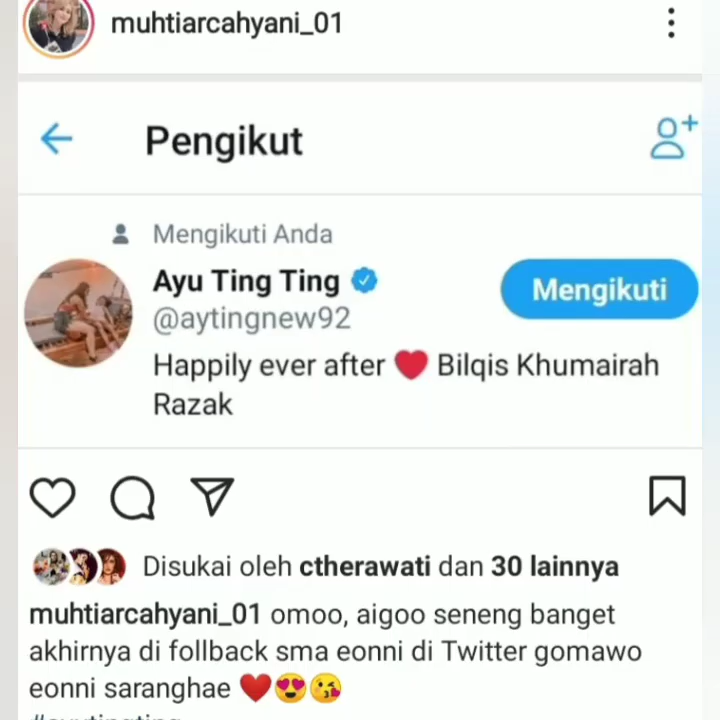 muhtiarcahyani_01
Pengikut
Mengikuti Anda
Ayu Ting Ting
Mengikuti
@aytingnew92
Happily ever after ❤️ Bilqis Khumairah
Razak
Disukai oleh ctherawati dan 30 lainnya
muhtiarcahyani_01 omoo, aigoo seneng banget
akhirnya di follback sma eonni di Twitter gomawo
eonni saranghae ❤️😍😘